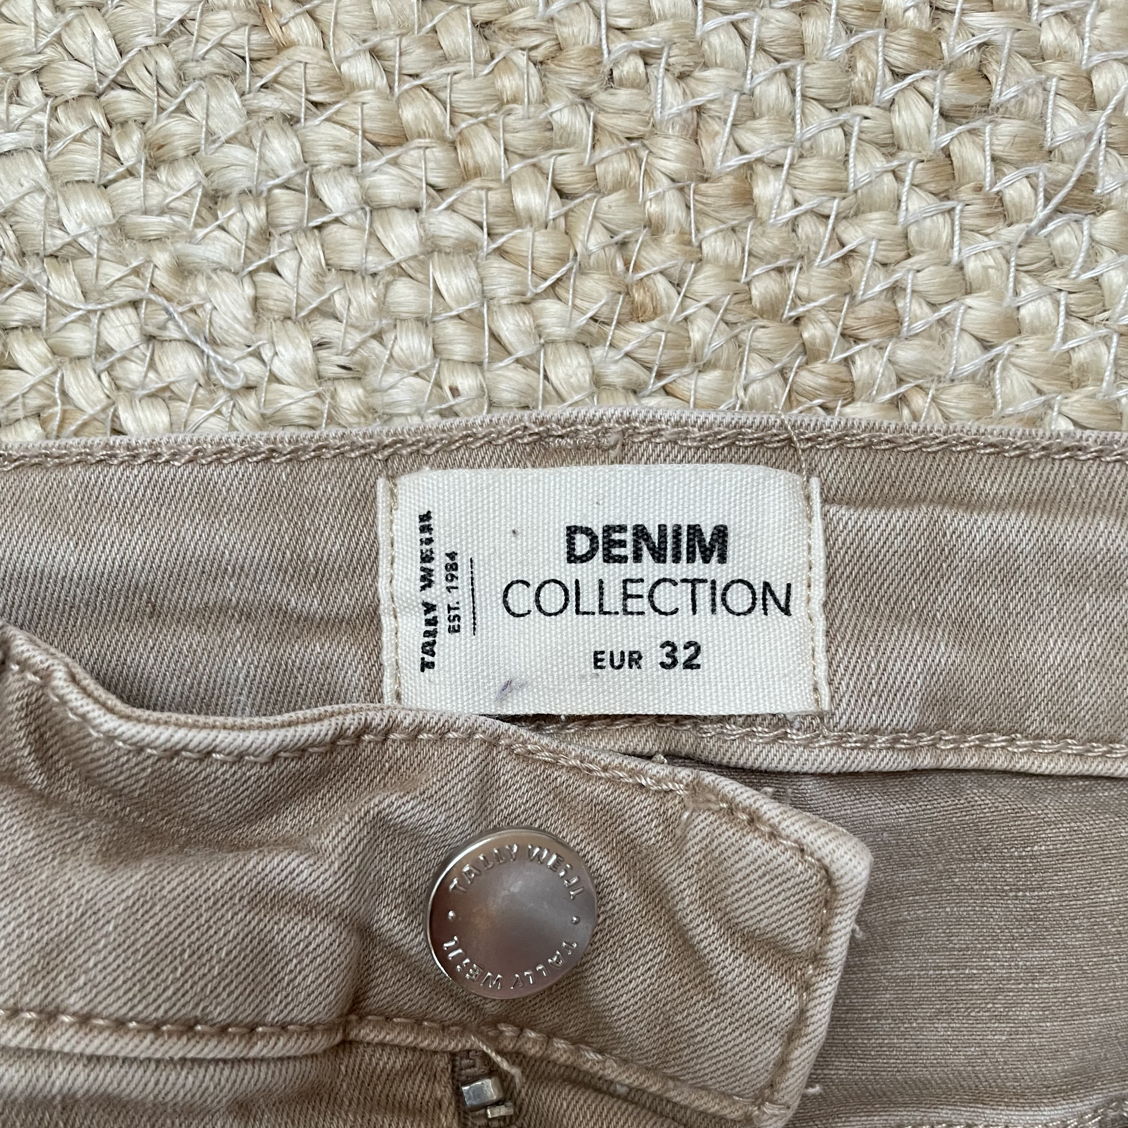 TALLY WEIJL
EST. 1984
DENIM
COLLECTION
EUR 32
TALLY WEIJL
TALLY WEIJL